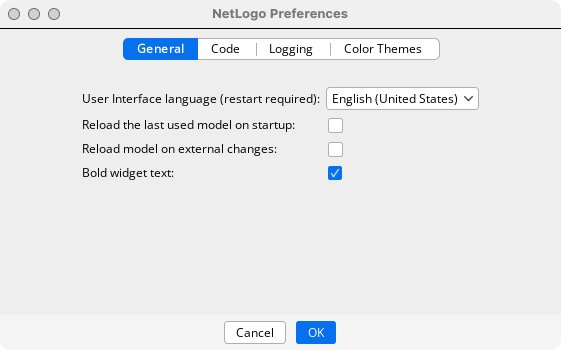 NetLogo Preferences
General Code Logging Color Themes
User Interface language (restart required): English (United States)
Reload the last used model on startup:
Reload model on external changes:
Bold widget text:
Cancel OK